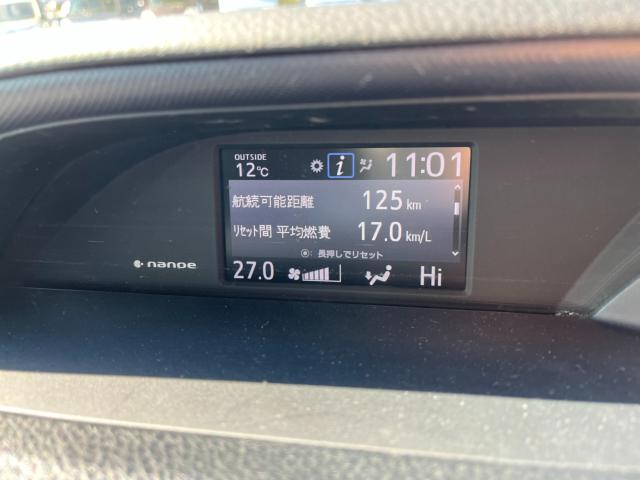 OUTSIDE
12℃ i 11:01
航続可能距離 125 km
リセット間 平均燃費 17.0 km/L
◉: 長押しでリセット
nanoe
27.0 Hi